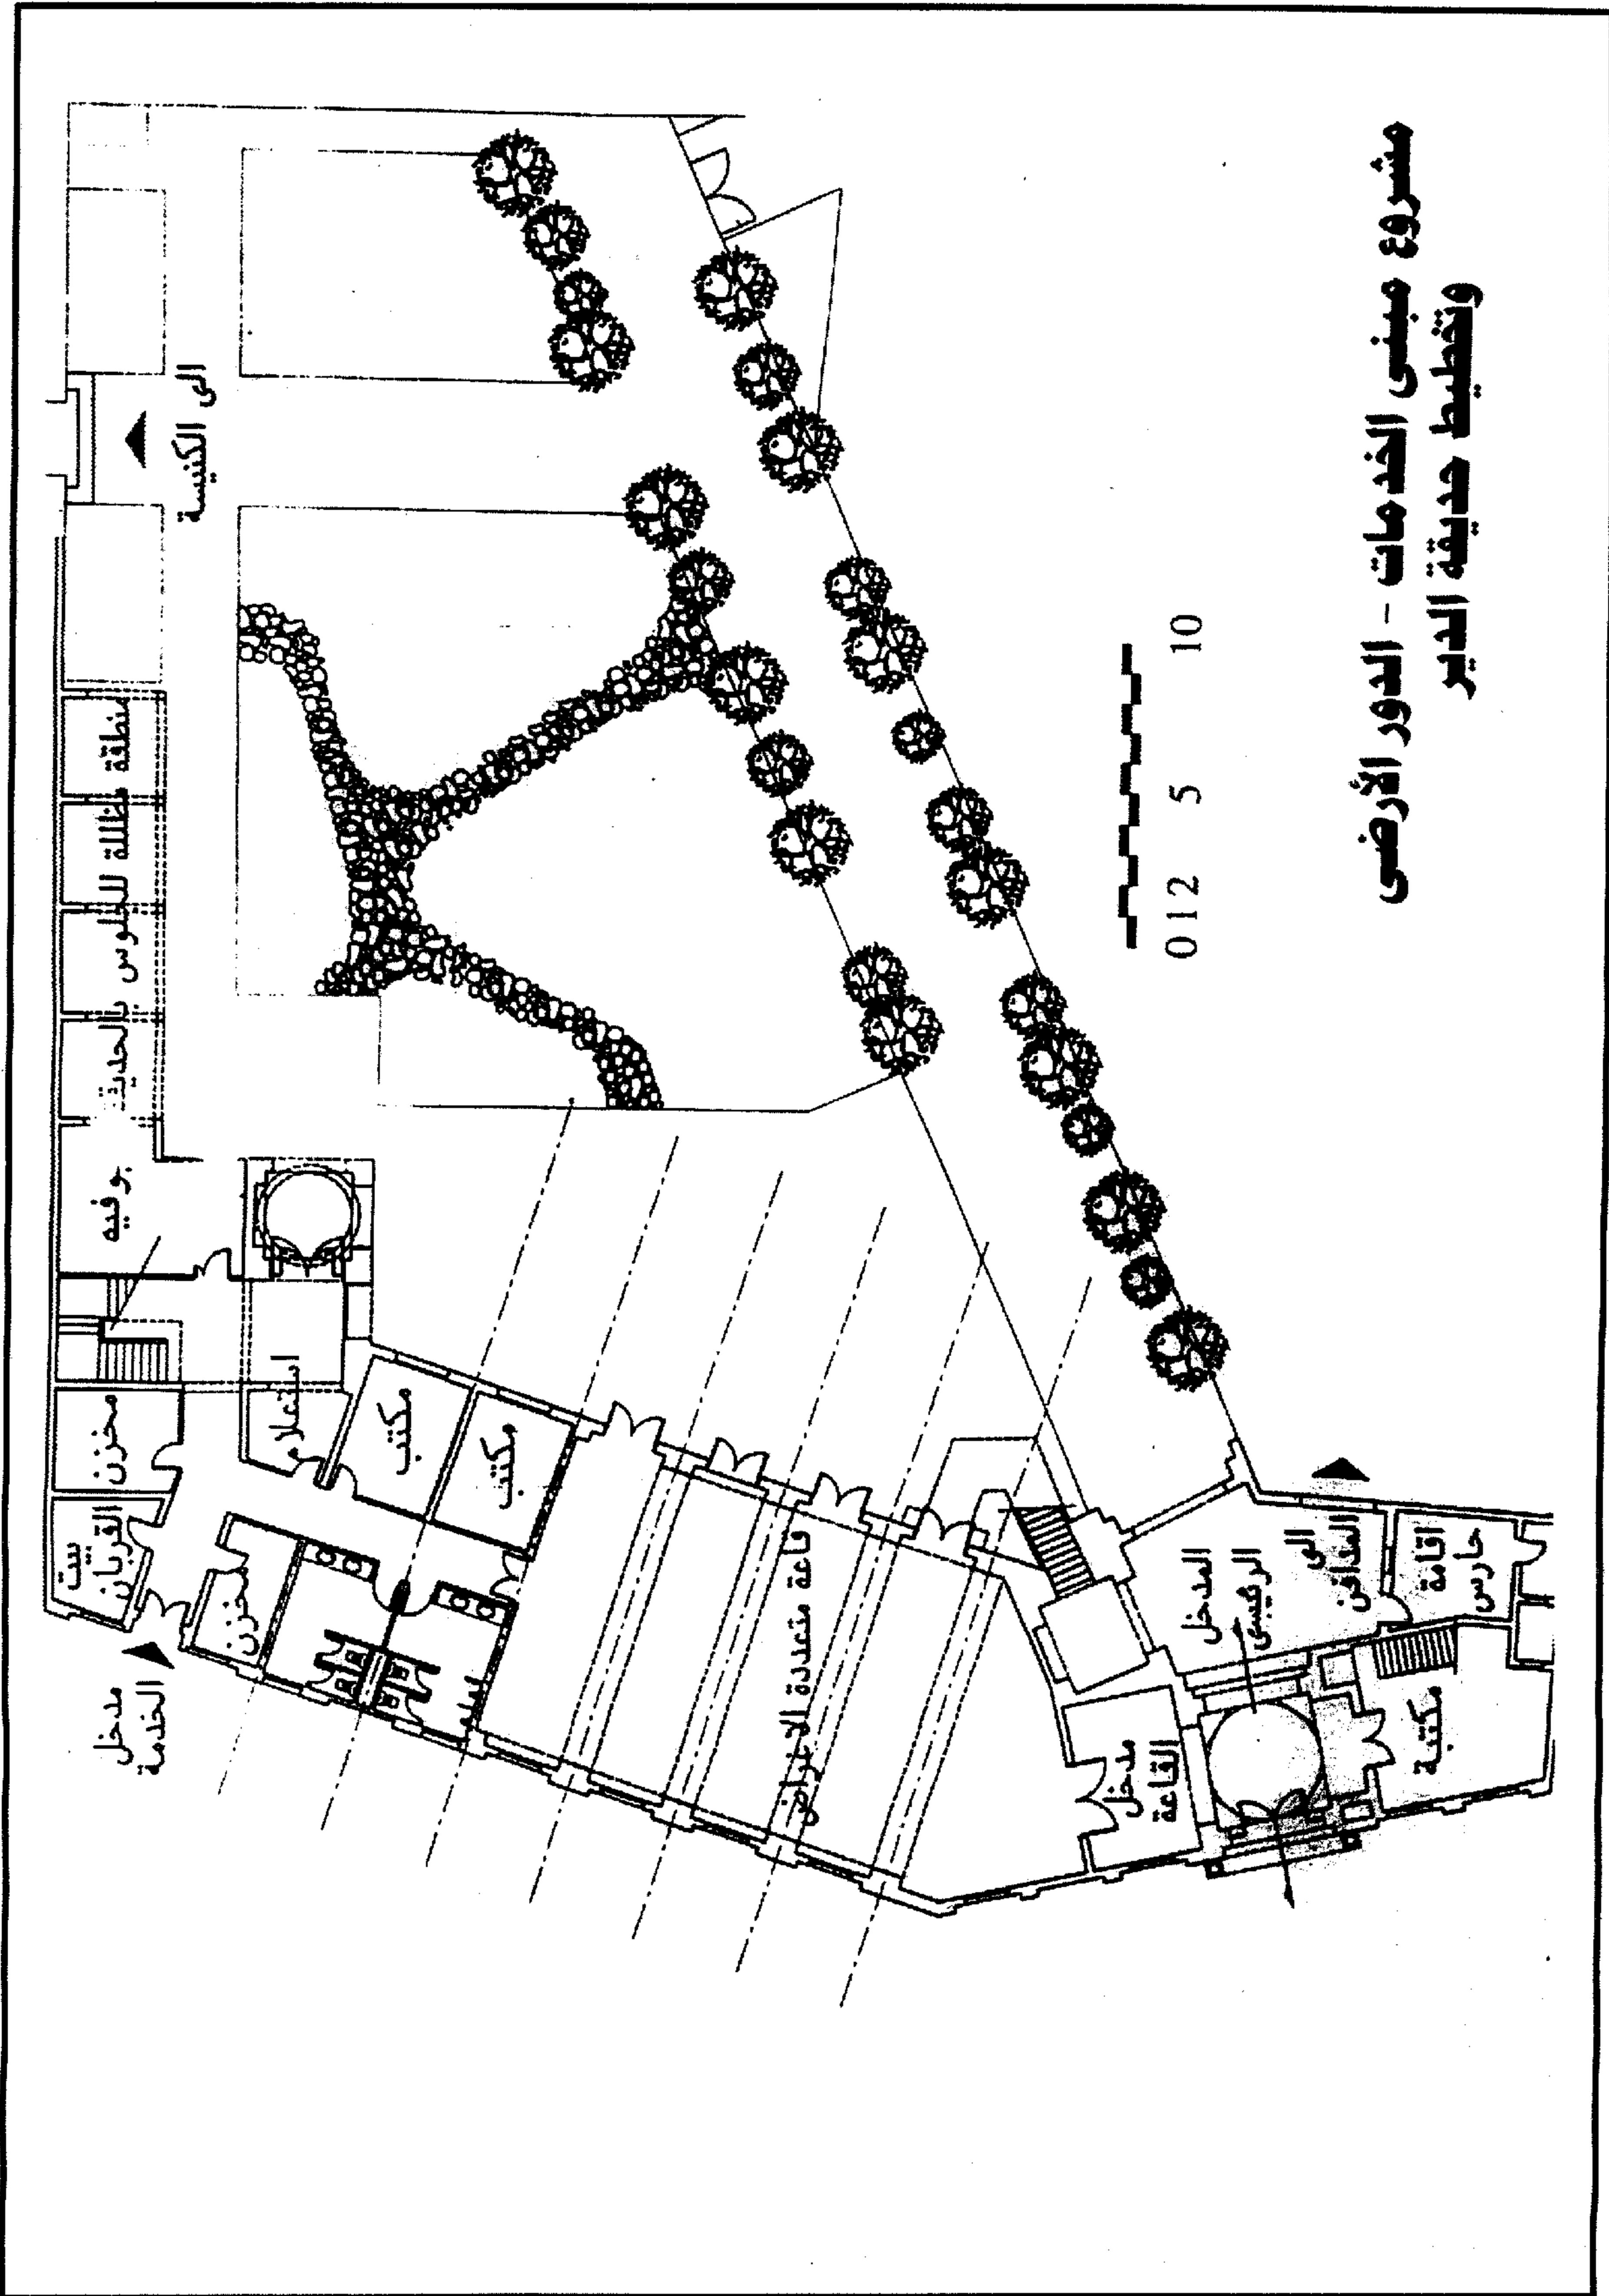 مشروع مبنى الخدمات - الدور الأرضى
وتخطيط حديقة الدير
0 1 2 5 10
الى الكنيسة
منطقة مظللة للجلوس بالحديقة
بوفيه
مخزن
بيت
القربان
استعلام
مكتب
مكتب
مخزن
مدخل
الخدمة
قاعة متعددة الاغراض
مدخل
القاعة
المدخل
الرئيسى
الى
المدافن
اقامة
حارس
مكتبة